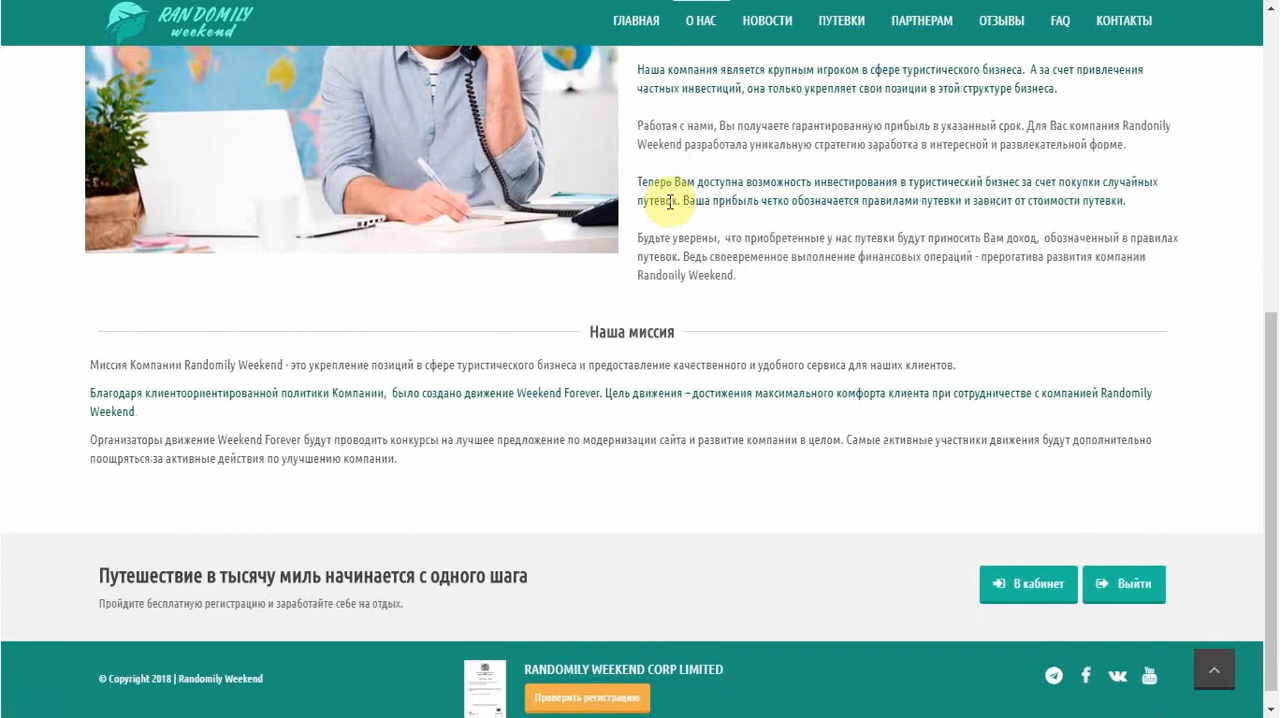 RANDOMILY
weekend
ГЛАВНАЯ О НАС НОВОСТИ ПУТЕВКИ ПАРТНЕРАМ ОТЗЫВЫ FAQ КОНТАКТЫ
Наша компания является крупным игроком в сфере туристического бизнеса. А за счет привлечения
частных инвестиций, она только укрепляет свои позиции в этой структуре бизнеса.
Работая с нами, Вы получаете гарантированную прибыль в указанный срок. Для Вас компания Randonily
Weekend разработала уникальную стратегию заработка в интересной и развлекательной форме.
Теперь Вам доступна возможность инвестирования в туристический бизнес за счет покупки случайных
путевок. Ваша прибыль четко обозначается правилами путевки и зависит от стоимости путевки.
Будьте уверены, что приобретенные у нас путевки будут приносить Вам доход, обозначенный в правилах
путевок. Ведь своевременное выполнение финансовых операций - прерогатива развития компании
Randonily Weekend.
Наша миссия
Миссия Компании Randomily Weekend - это укрепление позиций в сфере туристического бизнеса и предоставление качественного и удобного сервиса для наших клиентов.
Благодаря клиентоориентированной политики Компании, было создано движение Weekend Forever. Цель движения – достижения максимального комфорта клиента при сотрудничестве с компанией Randomily
Weekend.
Организаторы движение Weekend Forever будут проводить конкурсы на лучшее предложение по модернизации сайта и развитие компании в целом. Самые активные участники движения будут дополнительно
поощряться за активные действия по улучшению компании.
Путешествие в тысячу миль начинается с одного шага
Пройдите бесплатную регистрацию и заработайте себе на отдых.
В кабинет
Выйти
© Copyright 2018 | Randomily Weekend
RANDOMILY WEEKEND CORP LIMITED
Проверить регистрацию